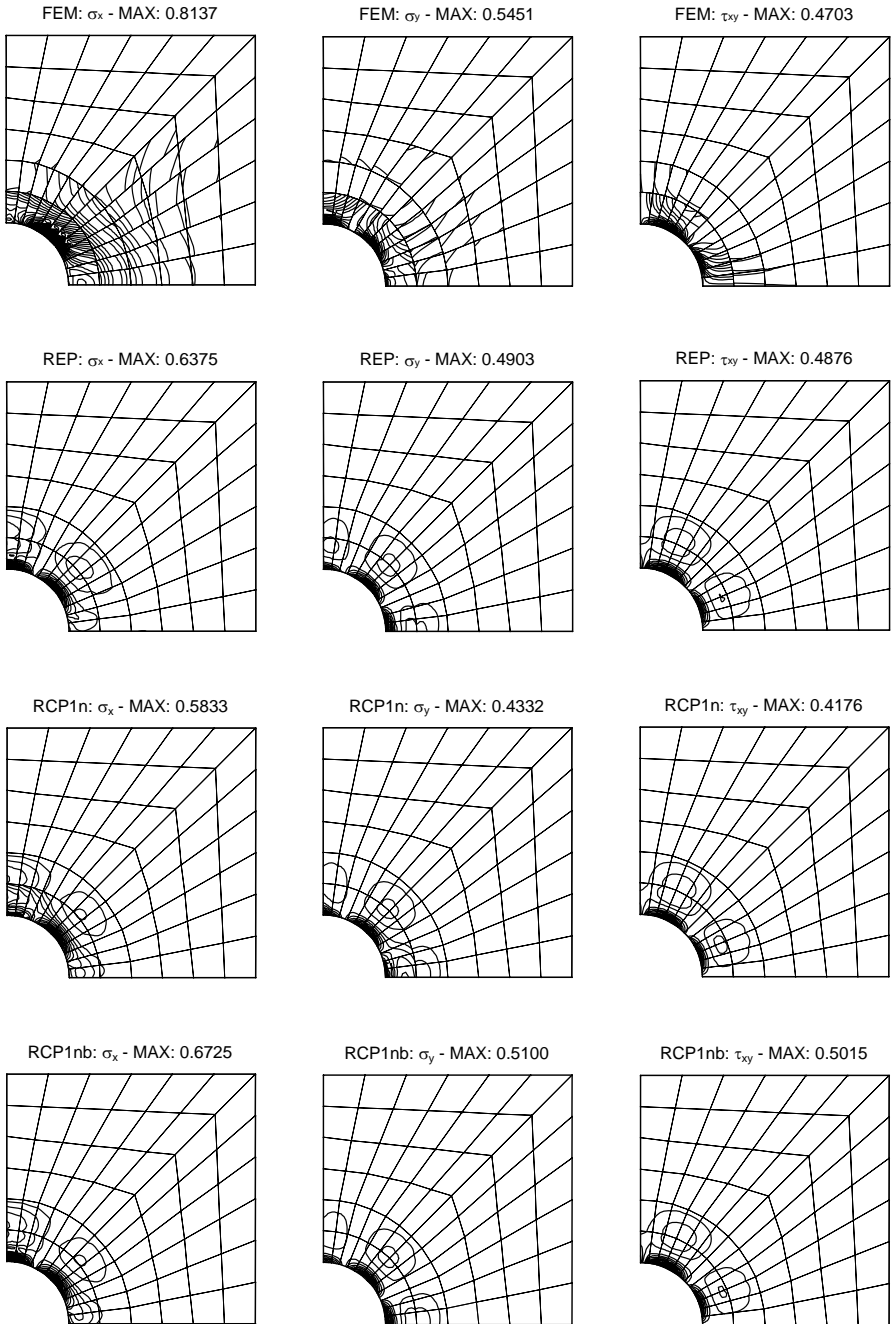 FEM: σx - MAX: 0.8137
FEM: σy - MAX: 0.5451
FEM: τxy - MAX: 0.4703
REP: σx - MAX: 0.6375
REP: σy - MAX: 0.4903
REP: τxy - MAX: 0.4876
RCP1n: σx - MAX: 0.5833
RCP1n: σy - MAX: 0.4332
RCP1n: τxy - MAX: 0.4176
RCP1nb: σx - MAX: 0.6725
RCP1nb: σy - MAX: 0.5100
RCP1nb: τxy - MAX: 0.5015